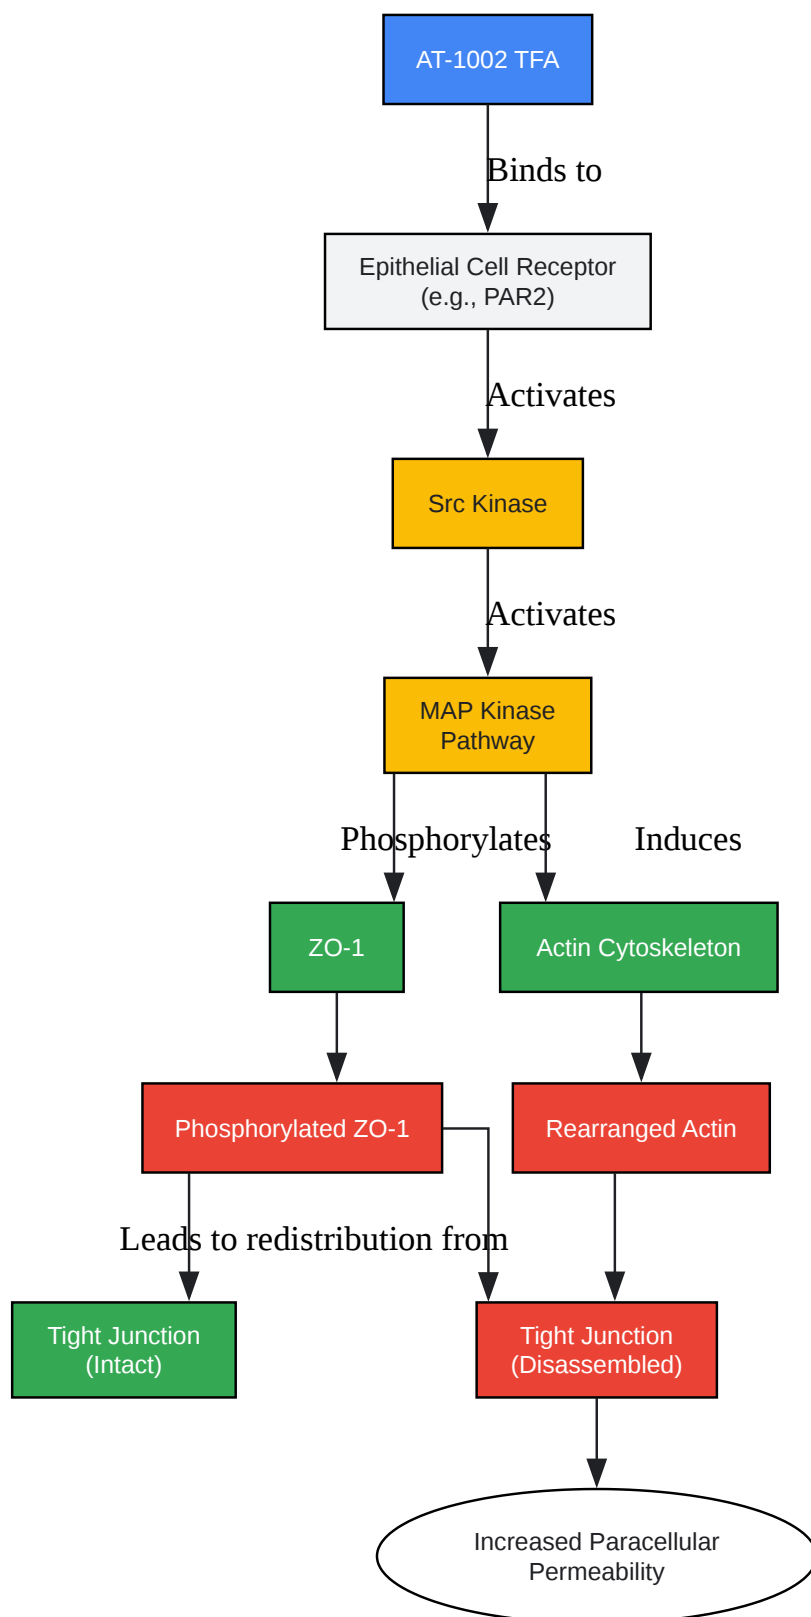 AT-1002 TFA
Binds to
Epithelial Cell Receptor
(e.g., PAR2)
Activates
Src Kinase
Activates
MAP Kinase
Pathway
Phosphorylates
Induces
ZO-1
Actin Cytoskeleton
Phosphorylated ZO-1
Rearranged Actin
Leads to redistribution from
Tight Junction
(Intact)
Tight Junction
(Disassembled)
Increased Paracellular
Permeability